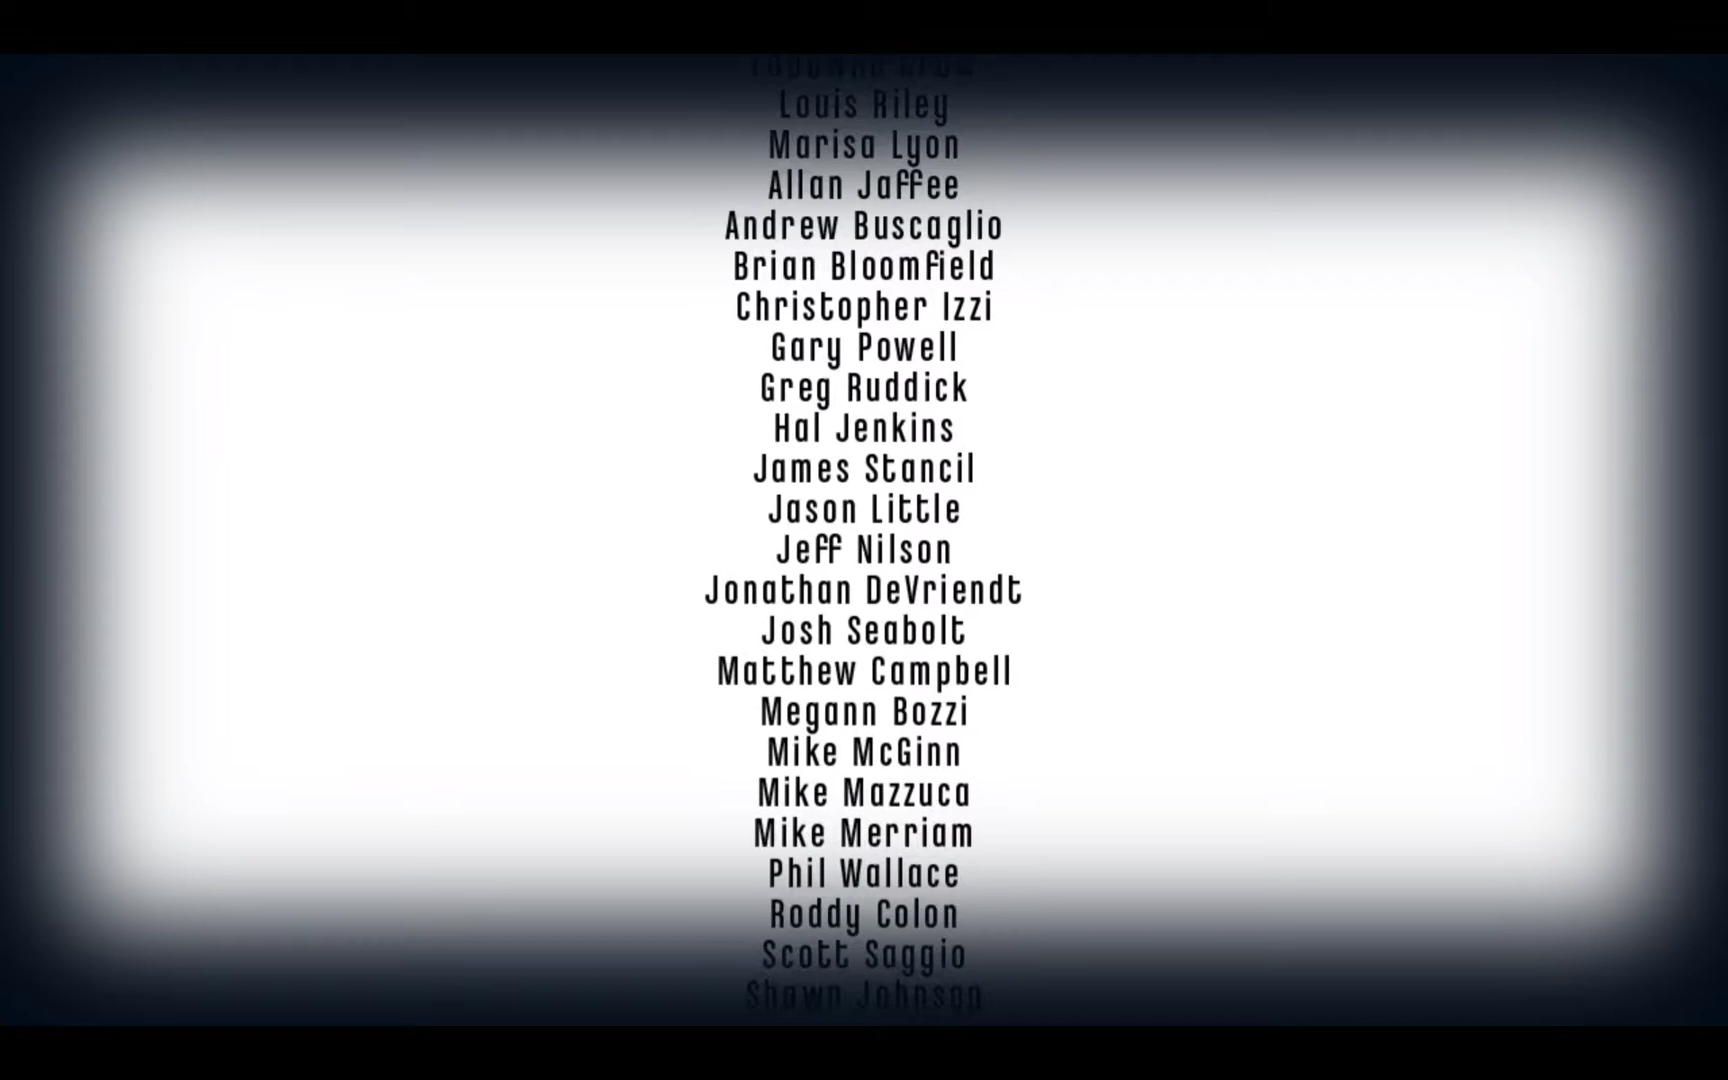 Louis Riley
Marisa Lyon
Allan Jaffee
Andrew Buscaglio
Brian Bloomfield
Christopher Izzi
Gary Powell
Greg Ruddick
Hal Jenkins
James Stancil
Jason Little
Jeff Nilson
Jonathan DeVriendt
Josh Seabolt
Matthew Campbell
Megann Bozzi
Mike McGinn
Mike Mazzuca
Mike Merriam
Phil Wallace
Roddy Colon
Scott Saggio
Shawn Johnson